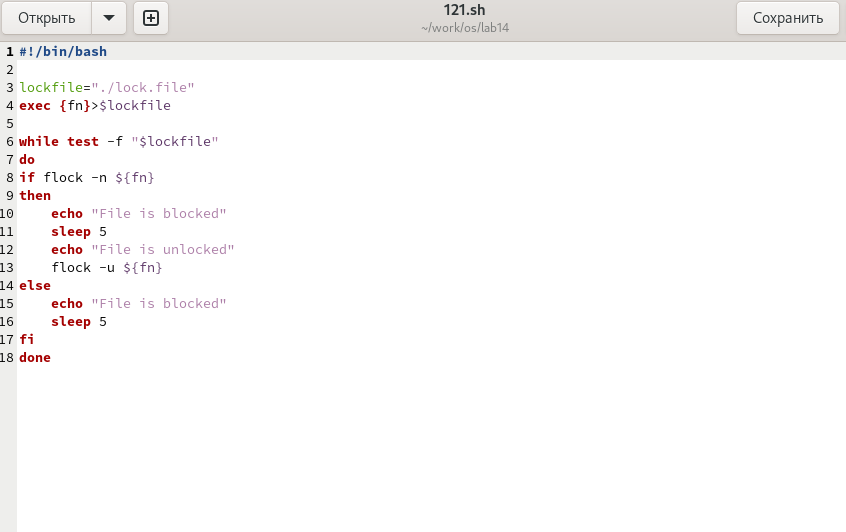 Открыть
121.sh
~/work/os/lab14
Сохранить
1 #!/bin/bash
2
3 lockfile="./lock.file"
4 exec {fn}>$lockfile
5
6 while test -f "$lockfile"
7 do
8 if flock -n ${fn}
9 then
10     echo "File is blocked"
11     sleep 5
12     echo "File is unlocked"
13     flock -u ${fn}
14 else
15     echo "File is blocked"
16     sleep 5
17 fi
18 done